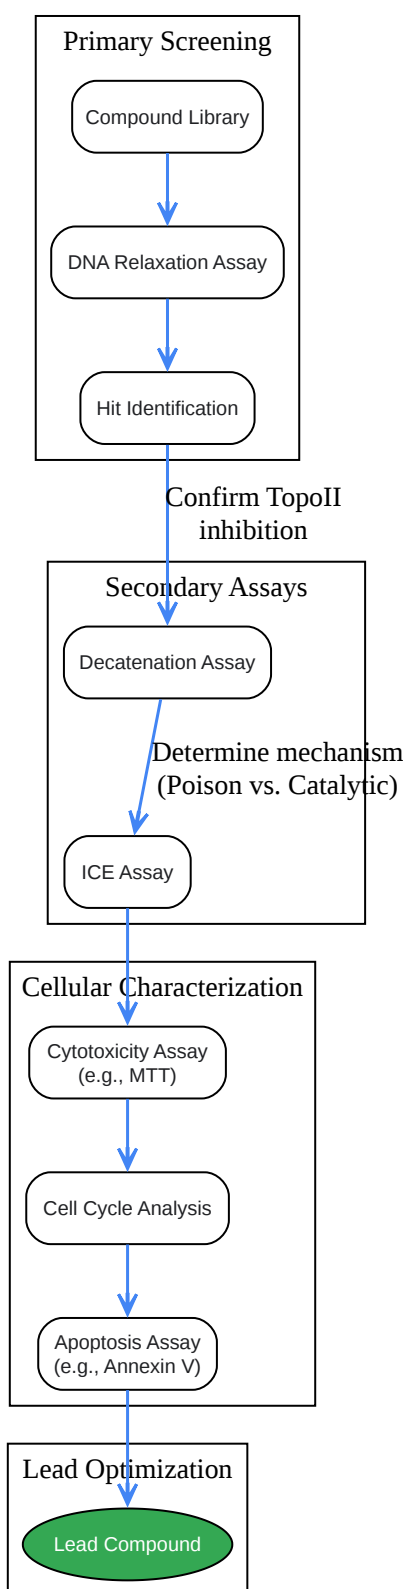 Primary Screening
Compound Library
DNA Relaxation Assay
Hit Identification
Confirm TopoII
inhibition
Secondary Assays
Decatenation Assay
Determine mechanism
(Poison vs. Catalytic)
ICE Assay
Cellular Characterization
Cytotoxicity Assay
(e.g., MTT)
Cell Cycle Analysis
Apoptosis Assay
(e.g., Annexin V)
Lead Optimization
Lead Compound